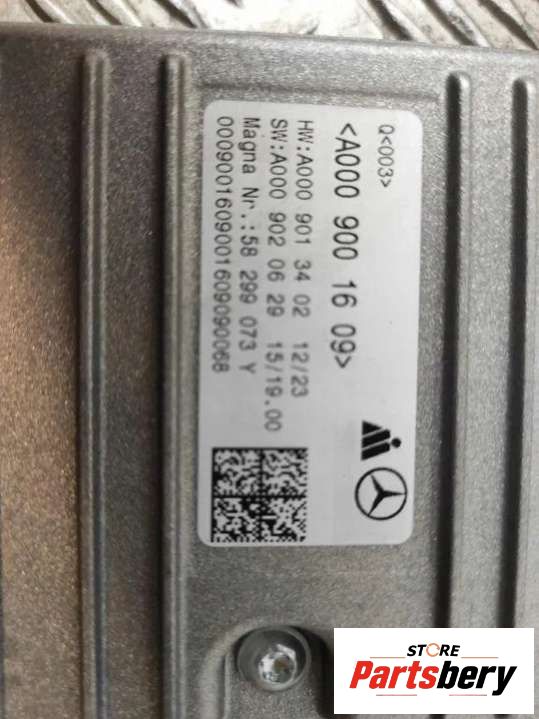 Q<003>
<A000 900 16 09>
HW:A000 901 34 02 12/23
SW:A000 902 06 29 15/19.00
Magna Nr.:58 299 073 Y
00090016090016090900068
STORE
Partsbery